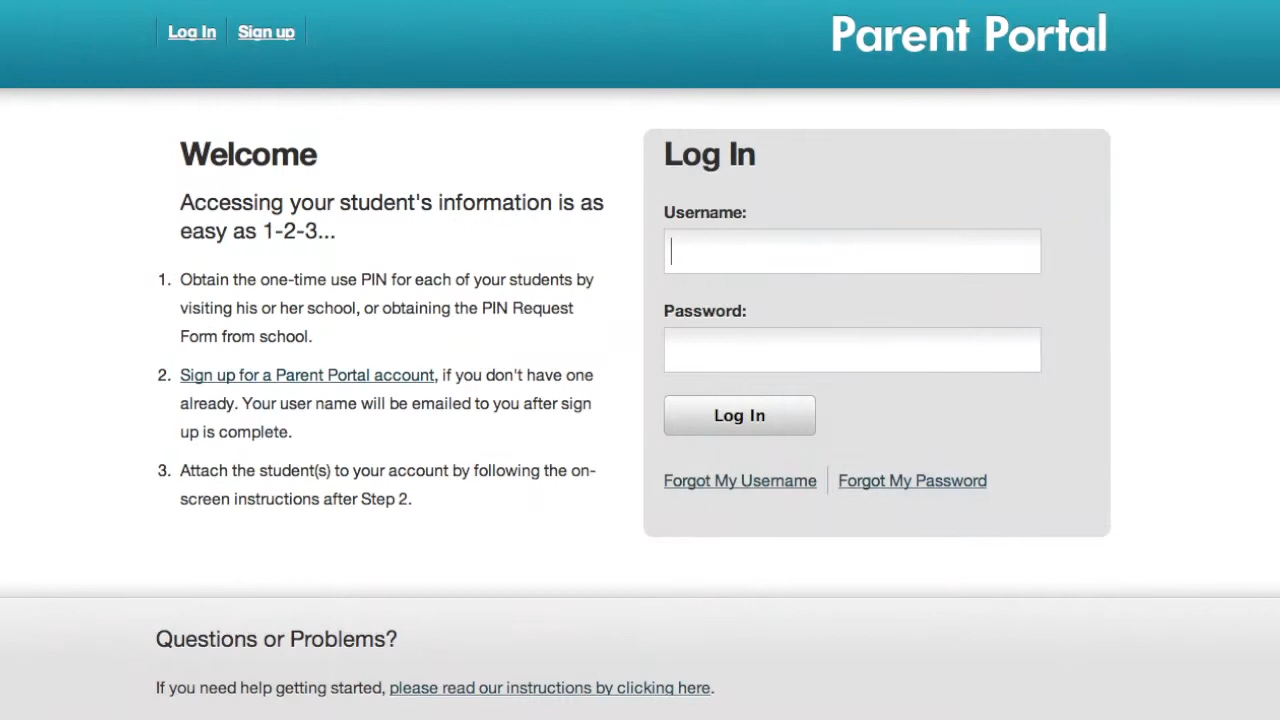 Log In
Sign up
Parent Portal
Welcome
Accessing your student's information is as
easy as 1-2-3...
1. Obtain the one-time use PIN for each of your students by
visiting his or her school, or obtaining the PIN Request
Form from school.
2. Sign up for a Parent Portal account, if you don't have one
already. Your user name will be emailed to you after sign
up is complete.
3. Attach the student(s) to your account by following the on-
screen instructions after Step 2.
Log In
Username:
Password:
Log In
Forgot My Username
Forgot My Password
Questions or Problems?
If you need help getting started, please read our instructions by clicking here.